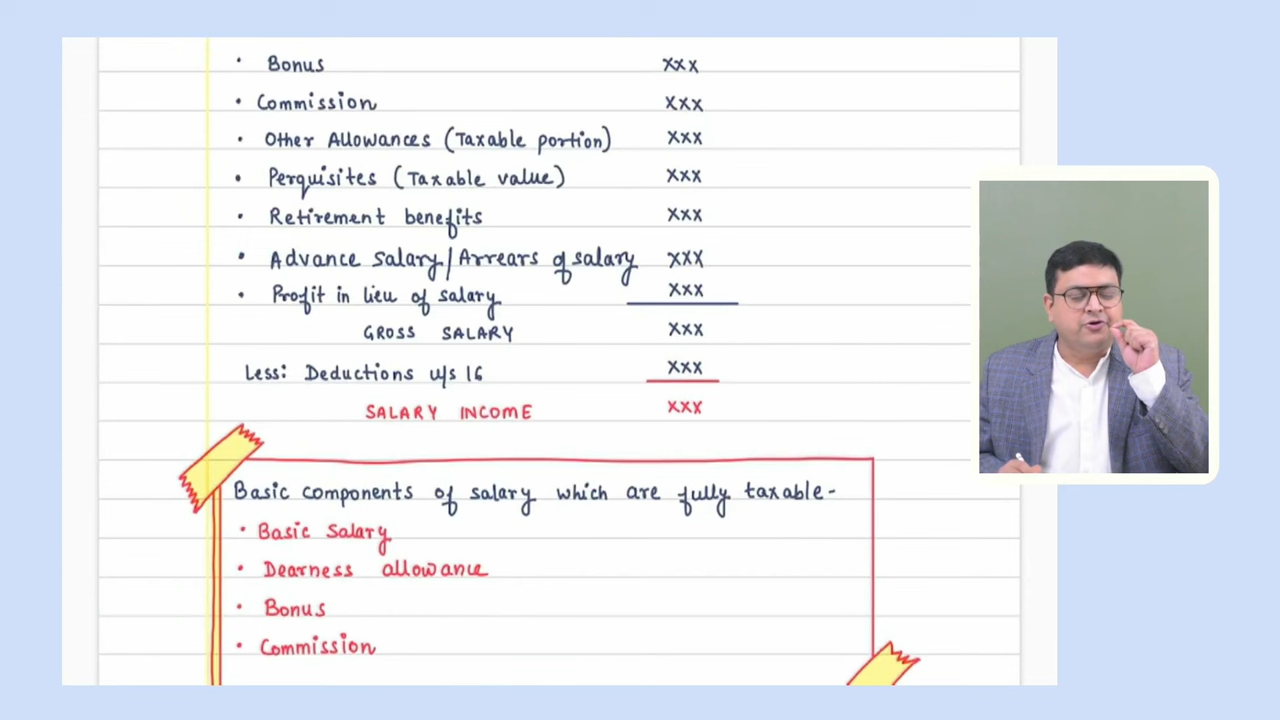 • Bonus xxx
• Commission xxx
• Other Allowances (Taxable portion) xxx
• Perquisites (Taxable value) xxx
• Retirement benefits xxx
• Advance salary/Arrears of salary xxx
• Profit in lieu of salary xxx
GROSS SALARY xxx
Less: Deductions u/s 16 xxx
SALARY INCOME xxx
Basic components of salary which are fully taxable-
• Basic Salary
• Dearness allowance
• Bonus
• Commission